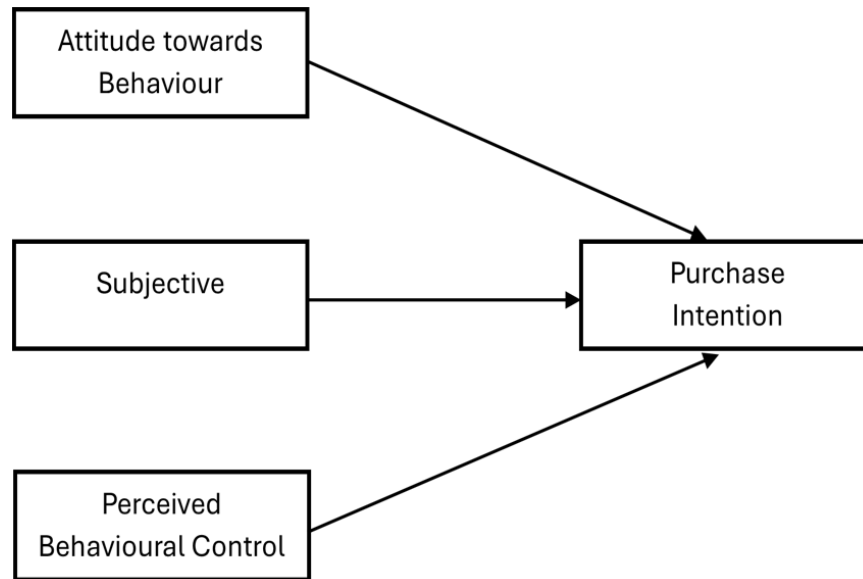 Attitude towards
Behaviour
Subjective
Purchase
Intention
Perceived
Behavioural Control